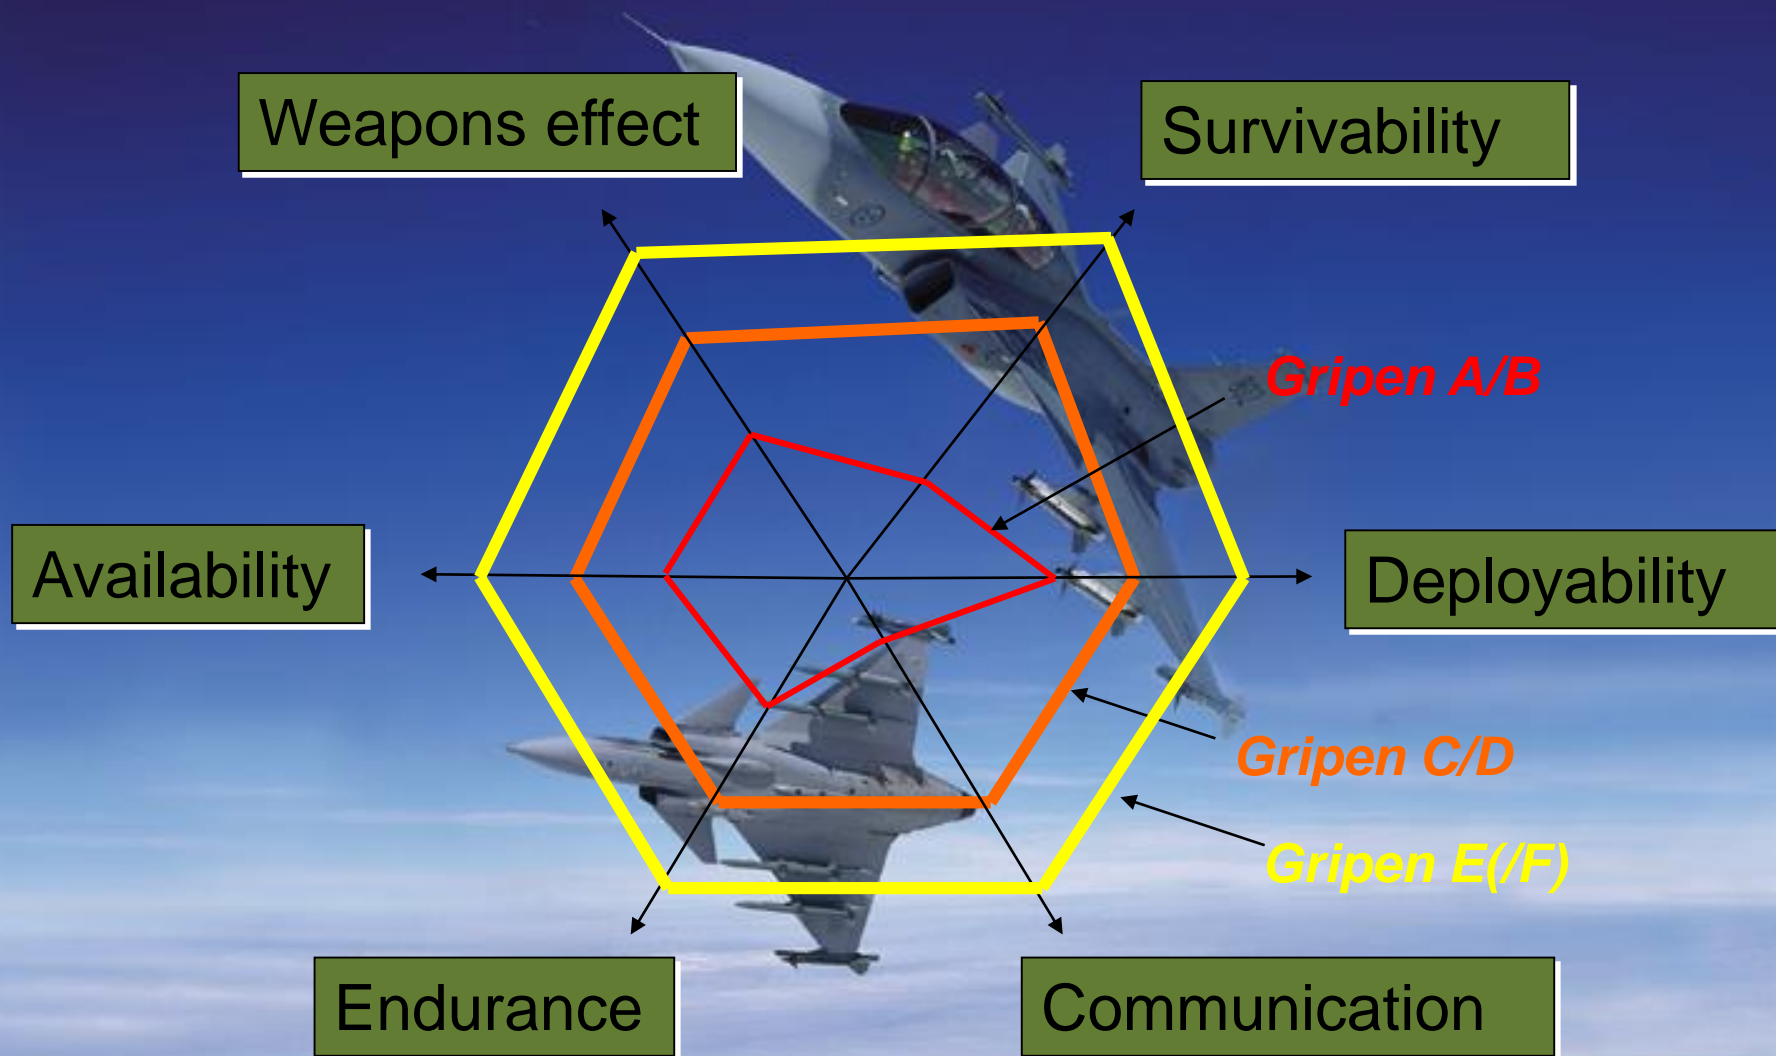 Weapons effect
Survivability
Gripen A/B
Availability
Deployability
Gripen C/D
Gripen E(/F)
Endurance
Communication